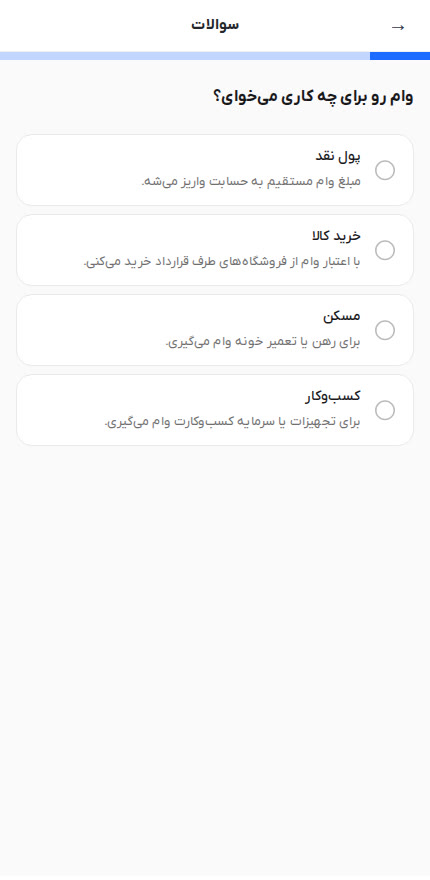 سوالات
وام رو برای چه کاری می‌خوای؟
پول نقد
مبلغ وام مستقیم به حسابت واریز می‌شه.
خرید کالا
با اعتبار وام از فروشگاه‌های طرف قرارداد خرید می‌کنی.
مسکن
برای رهن یا تعمیر خونه وام می‌گیری.
کسب‌وکار
برای تجهیزات یا سرمایه کسب‌وکارت وام می‌گیری.